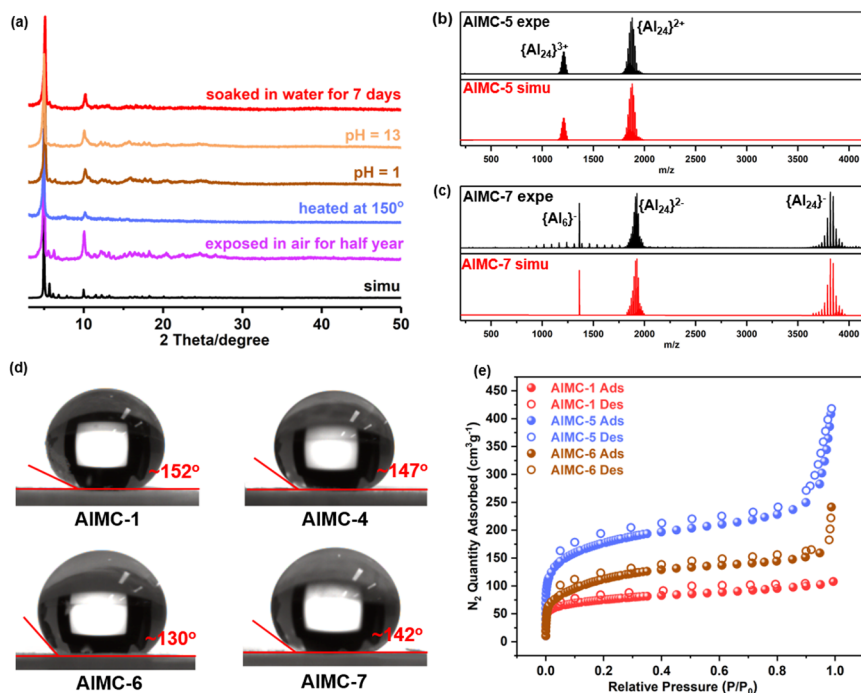 (a)
soaked in water for 7 days
pH = 13
pH = 1
heated at 150°
exposed in air for half year
simu
10 20 30 40 50
2 Theta/degree
(b)
AlMC-5 expe
{Al24}3+
{Al24}2+
AlMC-5 simu
500 1000 1500 2000 2500 3000 3500 4000
m/z
(c)
AlMC-7 expe
{Al6}-
{Al24}2-
{Al24}-
AlMC-7 simu
500 1000 1500 2000 2500 3000 3500 4000
m/z
(d)
~152°
AlMC-1
~147°
AlMC-4
~130°
AlMC-6
~142°
AlMC-7
(e)
AlMC-1 Ads
AlMC-1 Des
AlMC-5 Ads
AlMC-5 Des
AlMC-6 Ads
AlMC-6 Des
N2 Quantity Adsorbed (cm3g-1)
450
400
350
300
250
200
150
100
50
0
0.0 0.2 0.4 0.6 0.8 1.0
Relative Pressure (P/P0)